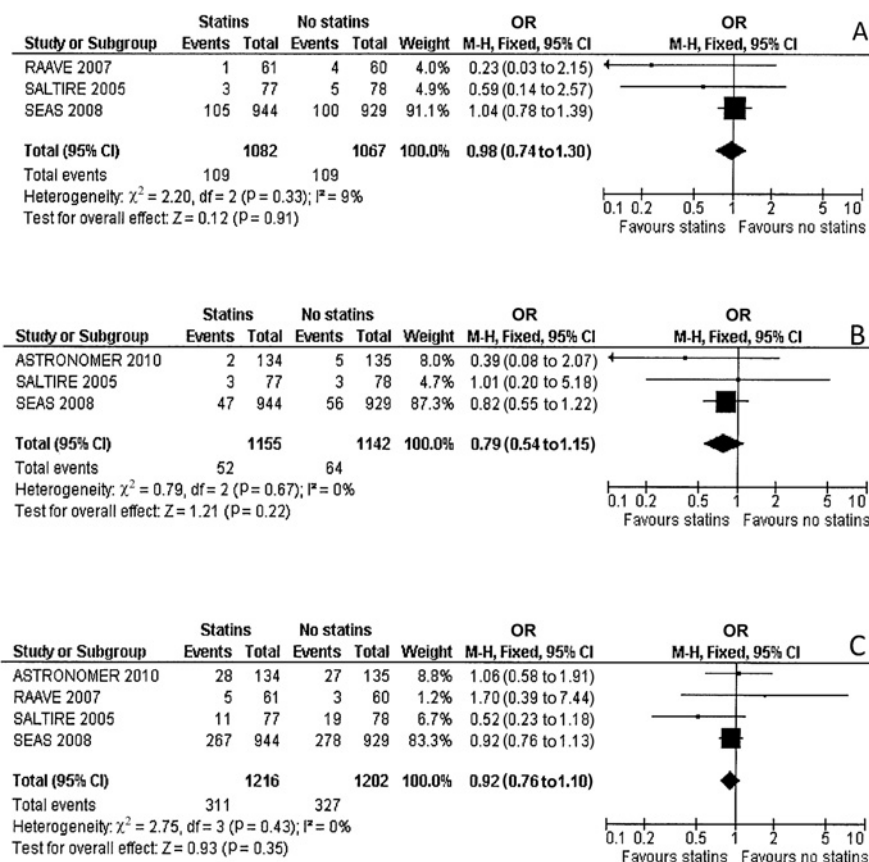 Statins No statins OR OR A
Study or Subgroup Events Total Events Total Weight M-H, Fixed, 95% CI M-H, Fixed, 95% CI
RAAVE 2007 1 61 4 60 4.0% 0.23 (0.03 to 2.15)
SALTIRE 2005 3 77 5 78 4.9% 0.59 (0.14 to 2.57)
SEAS 2008 105 944 100 929 91.1% 1.04 (0.78 to 1.39)
Total (95% CI) 1082 1067 100.0% 0.98 (0.74 to 1.30)
Total events 109 109
Heterogeneity: χ² = 2.20, df = 2 (P = 0.33); I² = 9%
Test for overall effect: Z = 0.12 (P = 0.91)
0.1 0.2 0.5 1 2 5 10
Favours statins Favours no statins
Statins No statins OR OR B
Study or Subgroup Events Total Events Total Weight M-H, Fixed, 95% CI M-H, Fixed, 95% CI
ASTRONOMER 2010 2 134 5 135 8.0% 0.39 (0.08 to 2.07)
SALTIRE 2005 3 77 3 78 4.7% 1.01 (0.20 to 5.18)
SEAS 2008 47 944 56 929 87.3% 0.82 (0.55 to 1.22)
Total (95% CI) 1155 1142 100.0% 0.79 (0.54 to 1.15)
Total events 52 64
Heterogeneity: χ² = 0.79, df = 2 (P = 0.67); I² = 0%
Test for overall effect: Z = 1.21 (P = 0.22)
0.1 0.2 0.5 1 2 5 10
Favours statins Favours no statins
Statins No statins OR OR C
Study or Subgroup Events Total Events Total Weight M-H, Fixed, 95% CI M-H, Fixed, 95% CI
ASTRONOMER 2010 28 134 27 135 8.8% 1.06 (0.58 to 1.91)
RAAVE 2007 5 61 3 60 1.2% 1.70 (0.39 to 7.44)
SALTIRE 2005 11 77 19 78 6.7% 0.52 (0.23 to 1.18)
SEAS 2008 267 944 278 929 83.3% 0.92 (0.76 to 1.13)
Total (95% CI) 1216 1202 100.0% 0.92 (0.76 to 1.10)
Total events 311 327
Heterogeneity: χ² = 2.75, df = 3 (P = 0.43); I² = 0%
Test for overall effect: Z = 0.93 (P = 0.35)
0.1 0.2 0.5 1 2 5 10
Favours statins Favours no statins